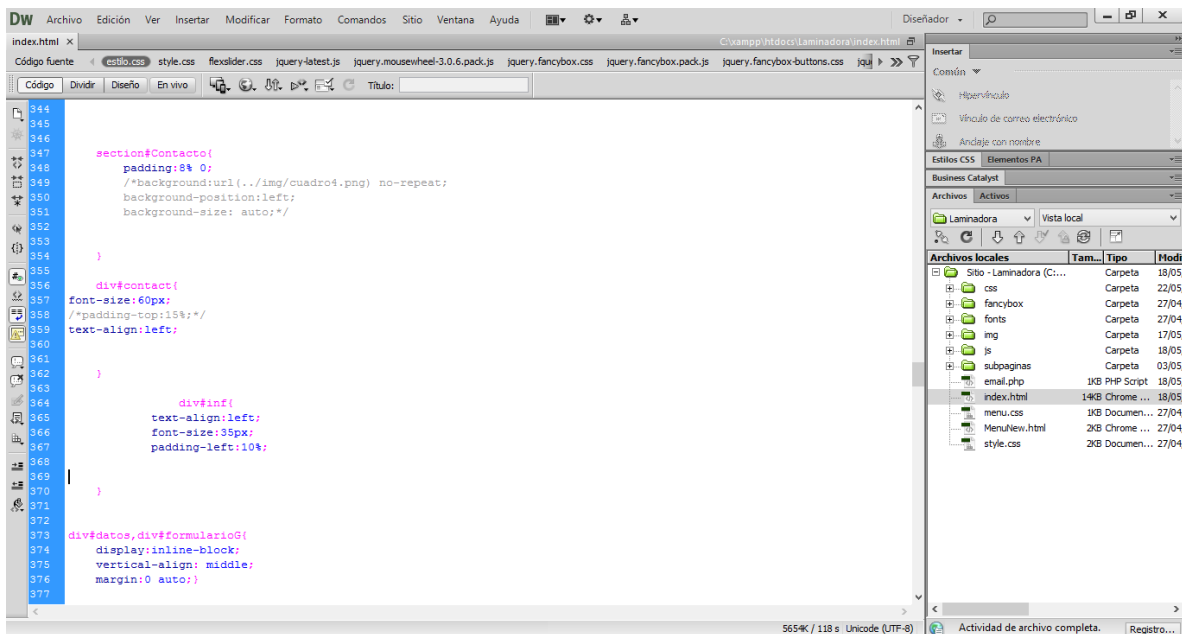 DW Archivo Edición Ver Insertar Modificar Formato Comandos Sitio Ventana Ayuda Diseñador
index.html × C:\xampp\htdocs\Laminadora\index.html
Código fuente estilo.css style.css flexslider.css jquery-latest.js jquery.mousewheel-3.0.6.pack.js jquery.fancybox.css jquery.fancybox.pack.js jquery.fancybox-buttons.css jqu
Código Dividir Diseño En vivo Título:
344
345
346
347 section#Contacto{
348 padding:8% 0;
349 /*background:url(../img/cuadro4.png) no-repeat;
350 background-position:left;
351 background-size: auto;*/
352
353
354 }
355
356 div#contact{
357 font-size:60px;
358 /*padding-top:15%;*/
359 text-align:left;
360
361
362 }
363
364 div#inf{
365 text-align:left;
366 font-size:35px;
367 padding-left:10%;
368
369
370 }
371
372
373 div#datos,div#formularioG{
374 display:inline-block;
375 vertical-align: middle;
376 margin:0 auto;}
377
5654K / 118 s Unicode (UTF-8)
Insertar
Común
Hipervínculo
Vínculo de correo electrónico
Anclaje con nombre
Estilos CSS Elementos PA
Business Catalyst
Archivos Activos
Laminadora Vista local
Archivos locales Tam... Tipo Modi
Sitio - Laminadora (C:... Carpeta 18/05
css Carpeta 22/05
fancybox Carpeta 27/04
fonts Carpeta 27/04
img Carpeta 17/05
js Carpeta 18/05
subpaginas Carpeta 03/05
email.php 1KB PHP Script 18/05
index.html 14KB Chrome ... 18/05
menu.css 1KB Documen... 27/04
MenuNew.html 2KB Chrome ... 27/04
style.css 2KB Documen... 27/04
Actividad de archivo completa. Registro...